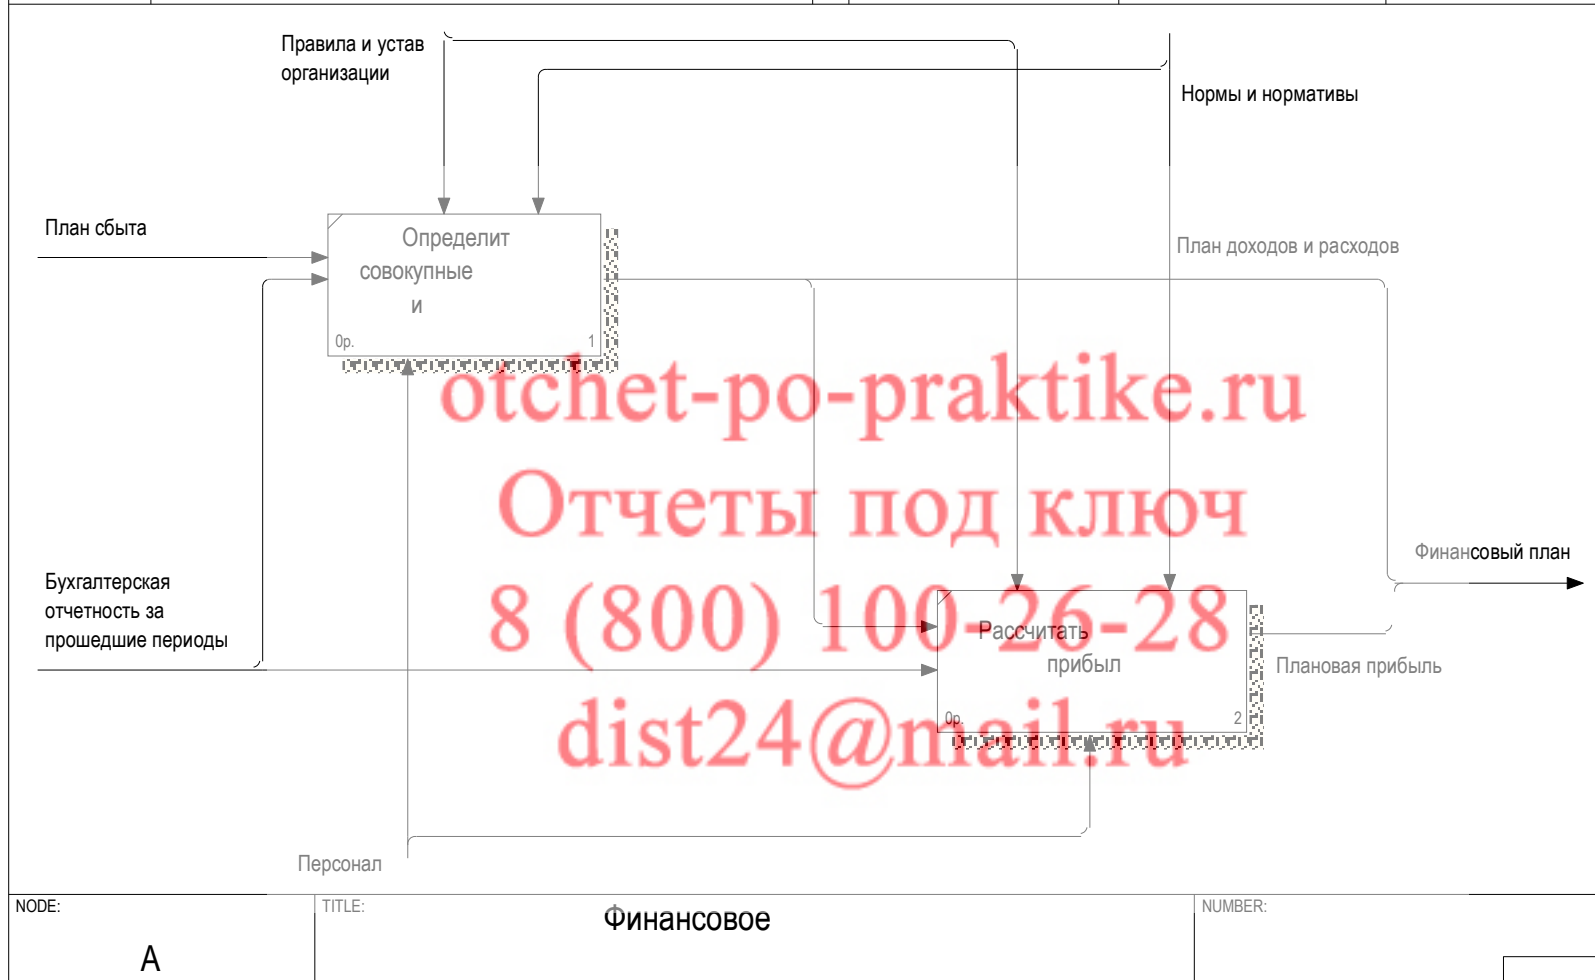 Правила и устав
организации
Нормы и нормативы
План сбыта
Определит
совокупные
и
0р.
1
План доходов и расходов
otchet-po-praktike.ru
Отчеты под ключ
8 (800) 100-26-28
dist24@mail.ru
Финансовый план
Бухгалтерская
отчетность за
прошедшие периоды
Рассчитать
прибыл
0р.
2
Плановая прибыль
Персонал
NODE:
A
TITLE:
Финансовое
NUMBER: